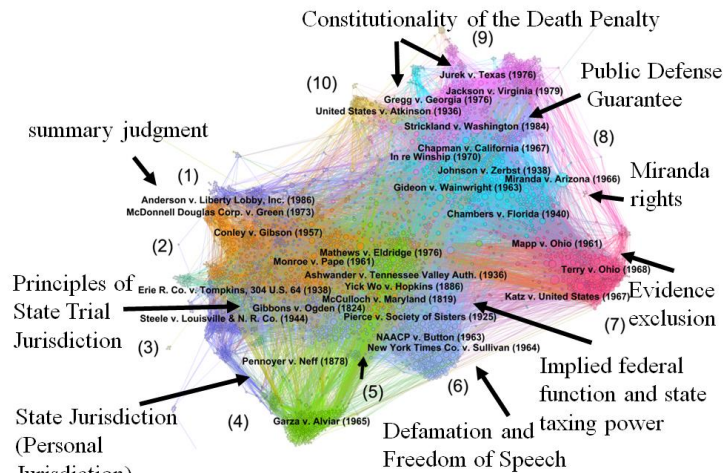 Constitutionality of the Death Penalty
(9)
Jurek v. Texas (1976)
Jackson v. Virginia (1979)
Gregg v. Georgia (1976)
(10)
United States v. Atkinson (1936)
Public Defense
Guarantee
Strickland v. Washington (1984)
summary judgment
Chapman v. California (1967)
In re Winship (1970)
(8)
Johnson v. Zerbst (1938)
Miranda v. Arizona (1966)
Miranda
rights
Gideon v. Wainwright (1963)
(1)
Anderson v. Liberty Lobby, Inc. (1986)
McDonnell Douglas Corp. v. Green (1973)
Chambers v. Florida (1940)
Conley v. Gibson (1957)
(2)
Mapp v. Ohio (1961)
Mathews v. Eldridge (1976)
Monroe v. Pape (1961)
Terry v. Ohio (1968)
Ashwander v. Tennessee Valley Auth. (1936)
Principles of
State Trial
Jurisdiction
Erie R. Co. v. Tompkins, 304 U.S. 64 (1938)
Yick Wo v. Hopkins (1886)
McCulloch v. Maryland (1819)
Katz v. United States (1967)
Evidence
exclusion
Gibbons v. Ogden (1824)
Steele v. Louisville & N. R. Co. (1944)
Pierce v. Society of Sisters (1925)
(7)
NAACP v. Button (1963)
New York Times Co. v. Sullivan (1964)
(3)
Pennoyer v. Neff (1878)
Implied federal
function and state
taxing power
(5)
(6)
State Jurisdiction
(Personal
Jurisdiction)
(4)
Garza v. Alviar (1965)
Defamation and
Freedom of Speech